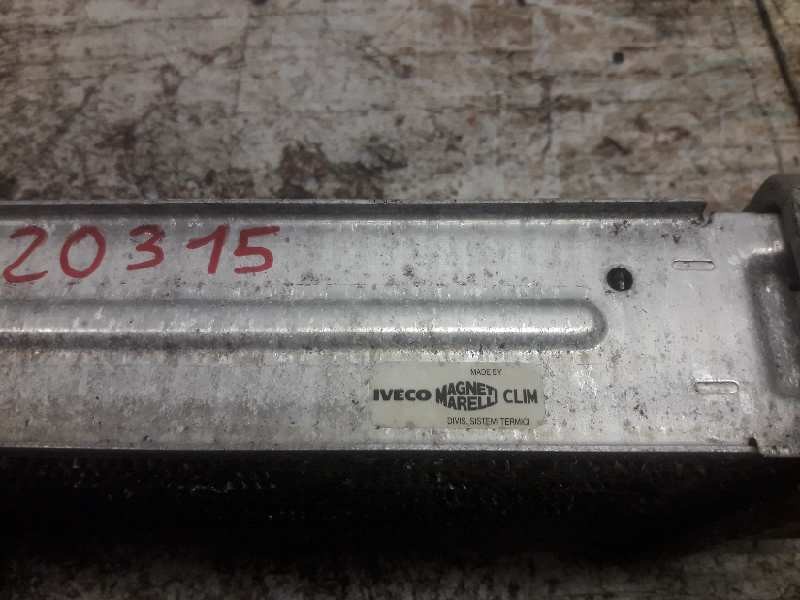 20315
MADE BY
IVECO MAGNETI MARELLI CLIM
DIVIS. SISTEMI TERMICI